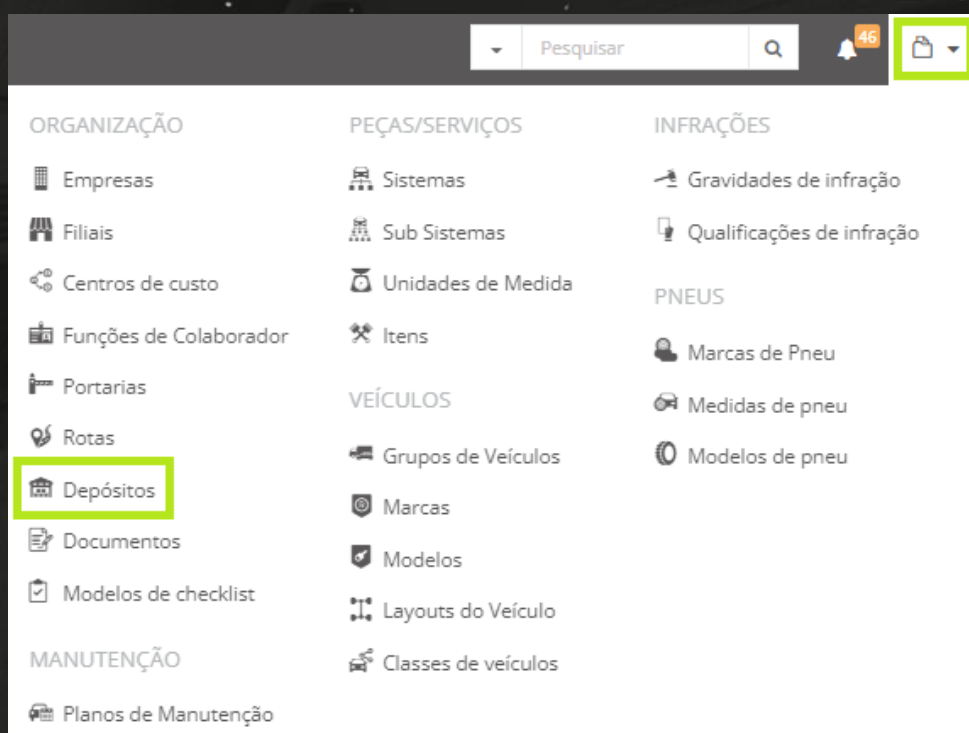 Pesquisar
46
ORGANIZAÇÃO
Empresas
Filiais
Centros de custo
Funções de Colaborador
Portarias
Rotas
Depósitos
Documentos
Modelos de checklist
MANUTENÇÃO
Planos de Manutenção
PEÇAS/SERVIÇOS
Sistemas
Sub Sistemas
Unidades de Medida
Itens
VEÍCULOS
Grupos de Veículos
Marcas
Modelos
Layouts do Veículo
Classes de veículos
INFRAÇÕES
Gravidades de infração
Qualificações de infração
PNEUS
Marcas de Pneu
Medidas de pneu
Modelos de pneu